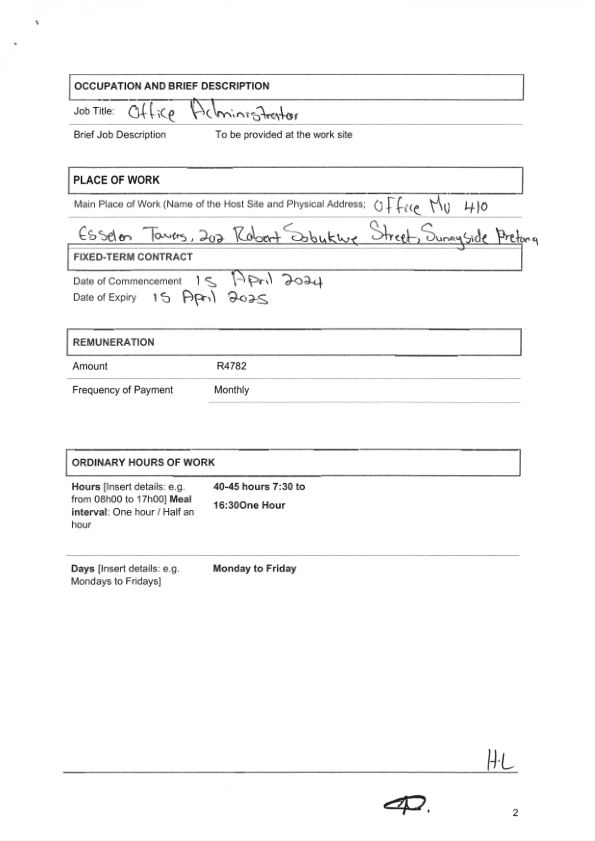 OCCUPATION AND BRIEF DESCRIPTION
Job Title: Office Administrator
Brief Job Description To be provided at the work site
PLACE OF WORK
Main Place of Work (Name of the Host Site and Physical Address; Office MV 410
Esselen Towers, 202 Robert Sobukwe Street, Sunnyside Pretoria
FIXED-TERM CONTRACT
Date of Commencement 15 April 2024
Date of Expiry 15 April 2025
REMUNERATION
Amount R4782
Frequency of Payment Monthly
ORDINARY HOURS OF WORK
Hours [Insert details: e.g. 40-45 hours 7:30 to
from 08h00 to 17h00] Meal 16:30One Hour
interval: One hour / Half an
hour
Days [Insert details: e.g. Monday to Friday
Mondays to Fridays]
H.L
2